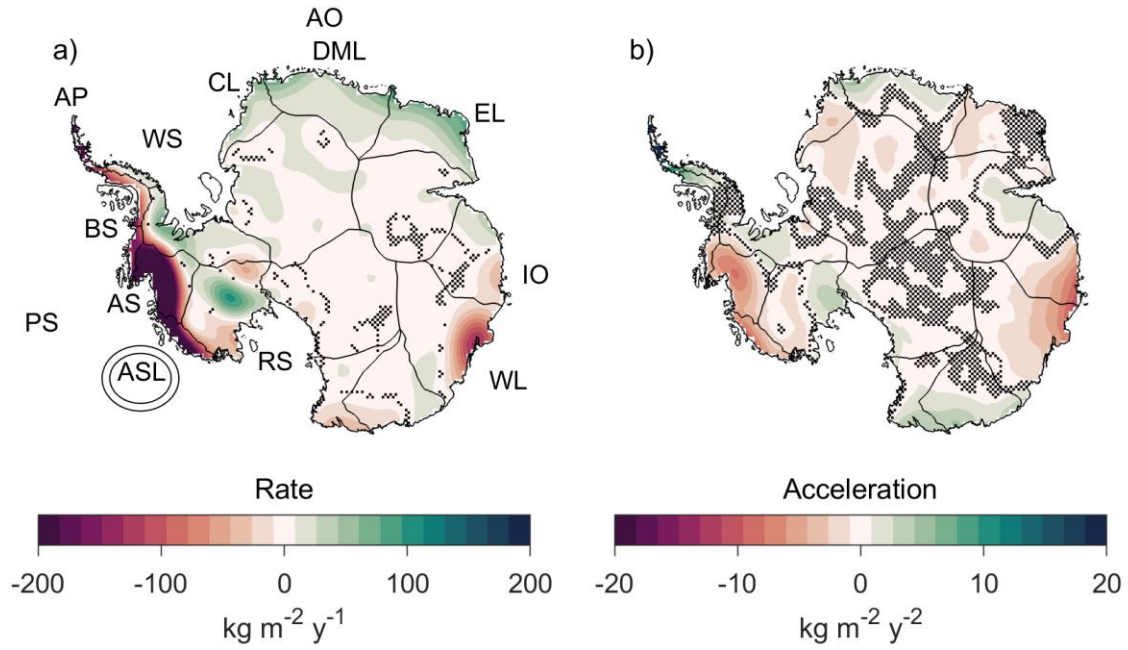 AO
a)
DML
b)
CL
AP
EL
WS
BS
IO
AS
PS
ASL
RS
WL
Rate
Acceleration
-200
-100
0
100
200
-20
-10
0
10
20
kg m⁻² y⁻¹
kg m⁻² y⁻²